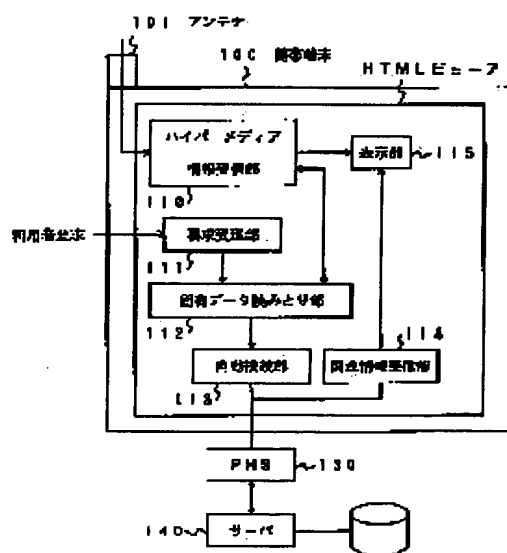 101 アンテナ
100 携帯端末
HTMLビューア
ハイパーメディア
情報受信部
110
表示部
115
利用者要求
要求受理部
111
固有データ読みとり部
112
114
自動接続部
113
関連情報受信部
PHS
130
140
サーバ